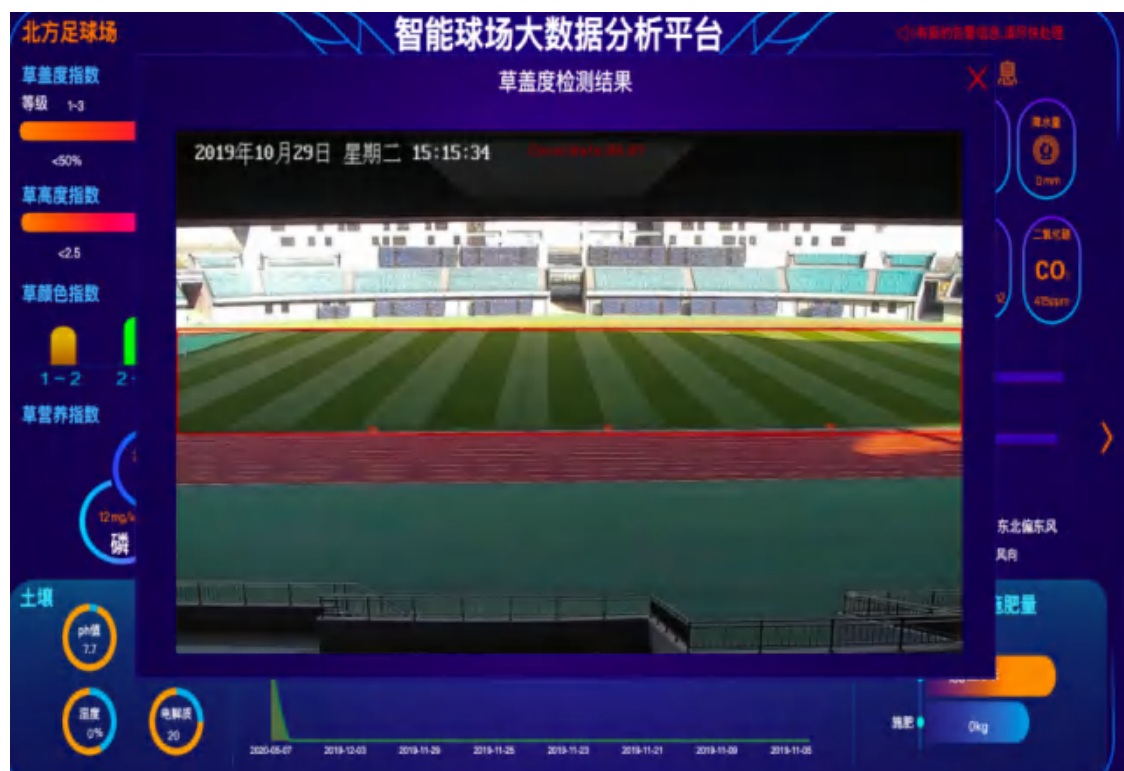 北方足球场
智能球场大数据分析平台
草盖度检测结果
息
草盖度指数
等级 1-3
<50%
草高度指数
<2.5
草颜色指数
1~2 2
草营养指数
12mg/
磷
2019年10月29日 星期二 15:15:34
降水量
0mm
二氧化碳
CO
415ppm
东北偏东风
风向
土壤
ph值
7.7
湿度
0%
电解质
20
2020-05-07 2019-12-03 2019-11-29 2019-11-25 2019-11-23 2019-11-21 2019-11-09 2019-11-05
施肥量
施肥
0kg